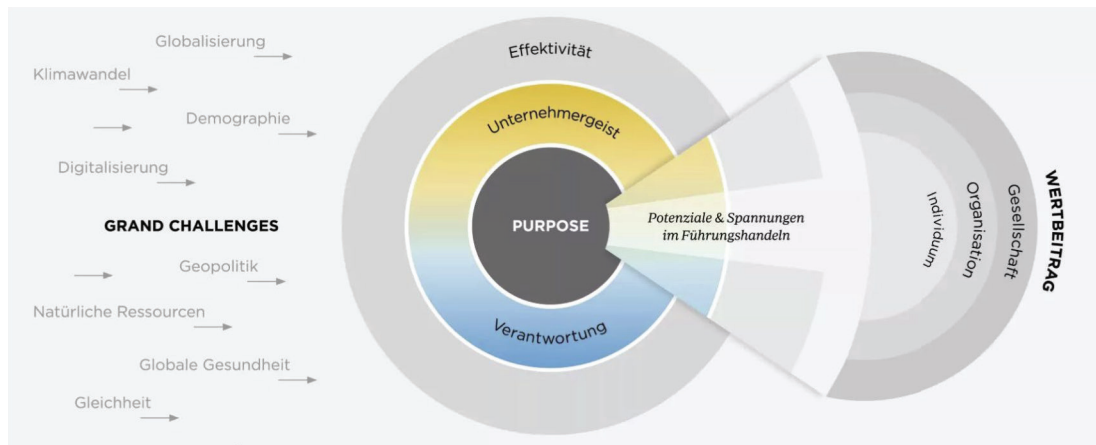 Globalisierung
Klimawandel
Demographie
Digitalisierung
GRAND CHALLENGES
Geopolitik
Natürliche Ressourcen
Globale Gesundheit
Gleichheit
Effektivität
Unternehmergeist
PURPOSE
Verantwortung
Potenziale & Spannungen
im Führungshandeln
Individuum
Organisation
Gesellschaft
WERTBEITRAG